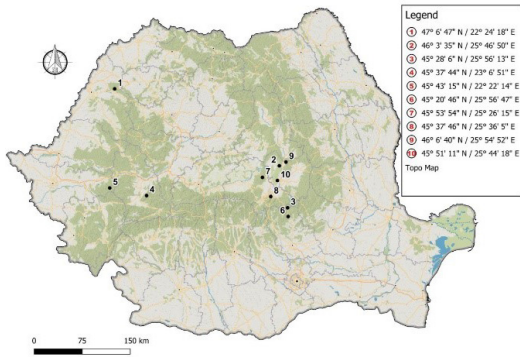 Legend
1 47° 6' 47" N / 22° 24' 18" E
2 46° 3' 35" N / 25° 46' 50" E
3 45° 28' 6" N / 25° 56' 13" E
4 45° 37' 44" N / 23° 6' 51" E
5 45° 43' 15" N / 22° 22' 14" E
6 45° 20' 46" N / 25° 56' 47" E
7 45° 53' 54" N / 25° 26' 15" E
8 45° 37' 46" N / 25° 36' 5" E
9 46° 6' 40" N / 25° 54' 52" E
10 45° 51' 11" N / 25° 44' 18" E
Topo Map
1
2
9
7
10
5
4
8
3
6
0 75 150 km